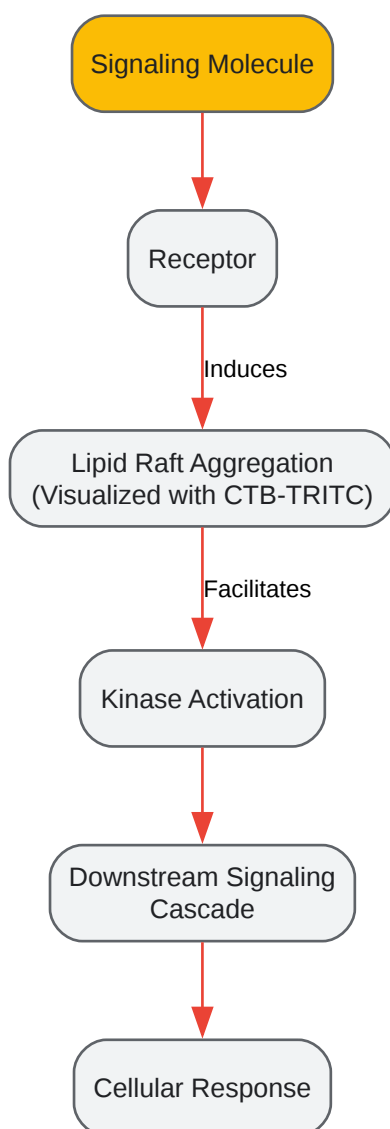 Signaling Molecule
Receptor
Induces
Lipid Raft Aggregation
(Visualized with CTB-TRITC)
Facilitates
Kinase Activation
Downstream Signaling
Cascade
Cellular Response